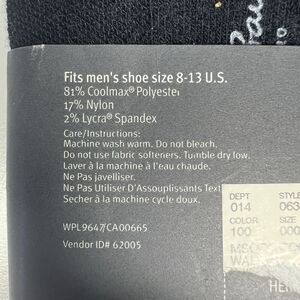 Fits men's shoe size 8-13 U.S.
81% Coolmax® Polyester
17% Nylon
2% Lycra® Spandex
Care/Instructions:
Machine wash warm. Do not bleach.
Do not use fabric softeners. Tumble dry low.
Laver à la machine à l'eau chaude.
Ne Pas javelliser.
Ne Pas Utiliser D'Assouplissants Text
Secher à la machine cycle doux.
WPL9647/CA00665
Vendor ID# 62005
DEPT STYLE
014 063
COLOR SIZE
100 000
HEN